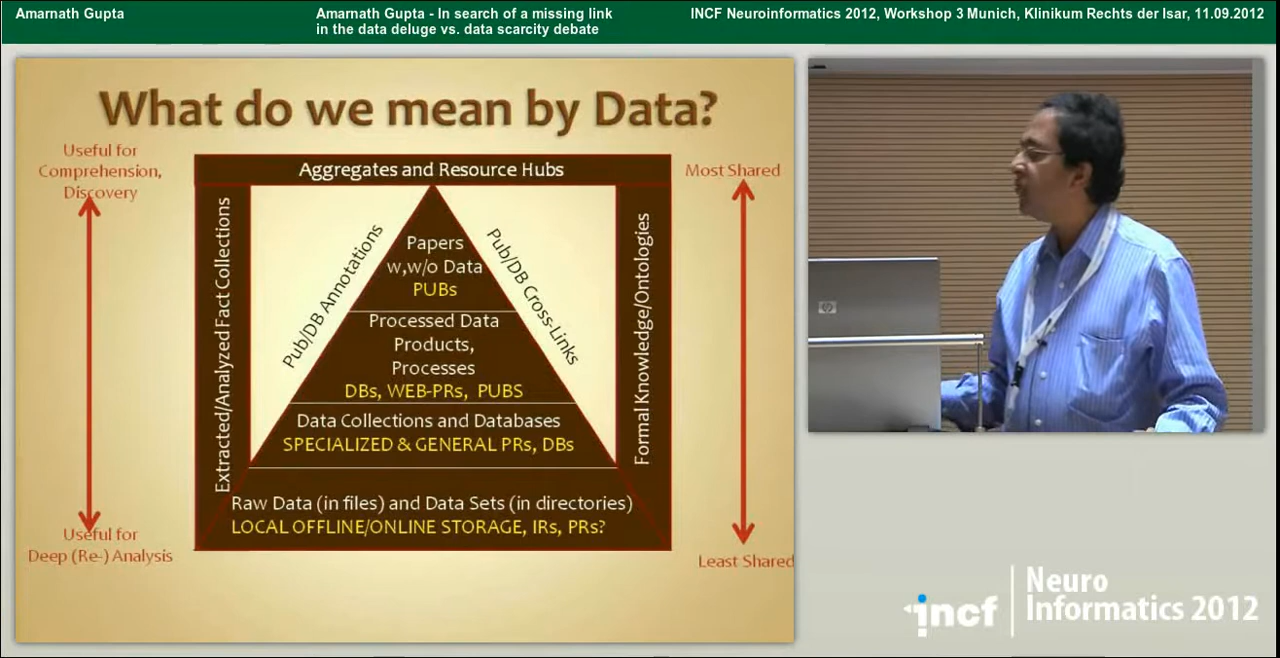 Amarnath Gupta
Amarnath Gupta - In search of a missing link
in the data deluge vs. data scarcity debate
INCF Neuroinformatics 2012, Workshop 3 Munich, Klinikum Rechts der Isar, 11.09.2012
What do we mean by Data?
Useful for
Comprehension,
Discovery
Useful for
Deep (Re-) Analysis
Aggregates and Resource Hubs
Extracted/Analyzed Fact Collections
Pub/DB Annotations
Papers
w,w/o Data
PUBs
Processed Data
Products,
Processes
DBs, WEB-PRs, PUBS
Data Collections and Databases
SPECIALIZED & GENERAL PRs, DBs
Raw Data (in files) and Data Sets (in directories)
LOCAL OFFLINE/ONLINE STORAGE, IRs, PRs?
Pub/DB Cross-Links
Formal Knowledge/Ontologies
Most Shared
Least Shared
hp
incf
Neuro
Informatics 2012